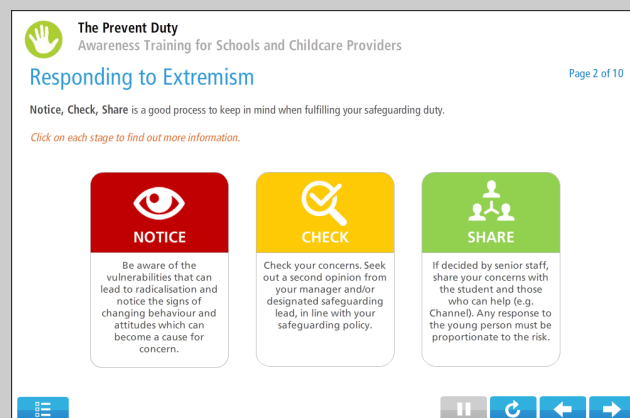 The Prevent Duty
Awareness Training for Schools and Childcare Providers
Responding to Extremism
Page 2 of 10
Notice, Check, Share is a good process to keep in mind when fulfilling your safeguarding duty.
Click on each stage to find out more information.
NOTICE
Be aware of the
vulnerabilities that can
lead to radicalisation and
notice the signs of
changing behaviour and
attitudes which can
become a cause for
concern.
CHECK
Check your concerns. Seek
out a second opinion from
your manager and/or
designated safeguarding
lead, in line with your
safeguarding policy.
SHARE
If decided by senior staff,
share your concerns with
the student and those
who can help (e.g.
Channel). Any response to
the young person must be
proportionate to the risk.